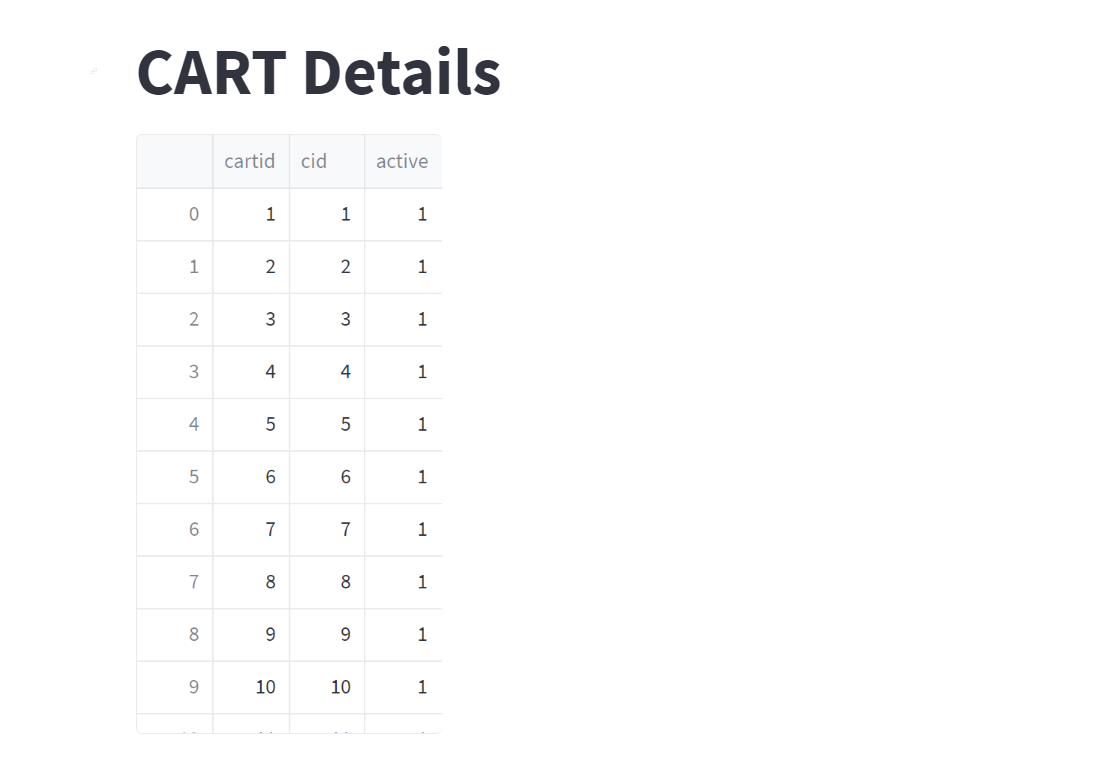 CART Details
cartid cid active
0 1 1 1
1 2 2 1
2 3 3 1
3 4 4 1
4 5 5 1
5 6 6 1
6 7 7 1
7 8 8 1
8 9 9 1
9 10 10 1